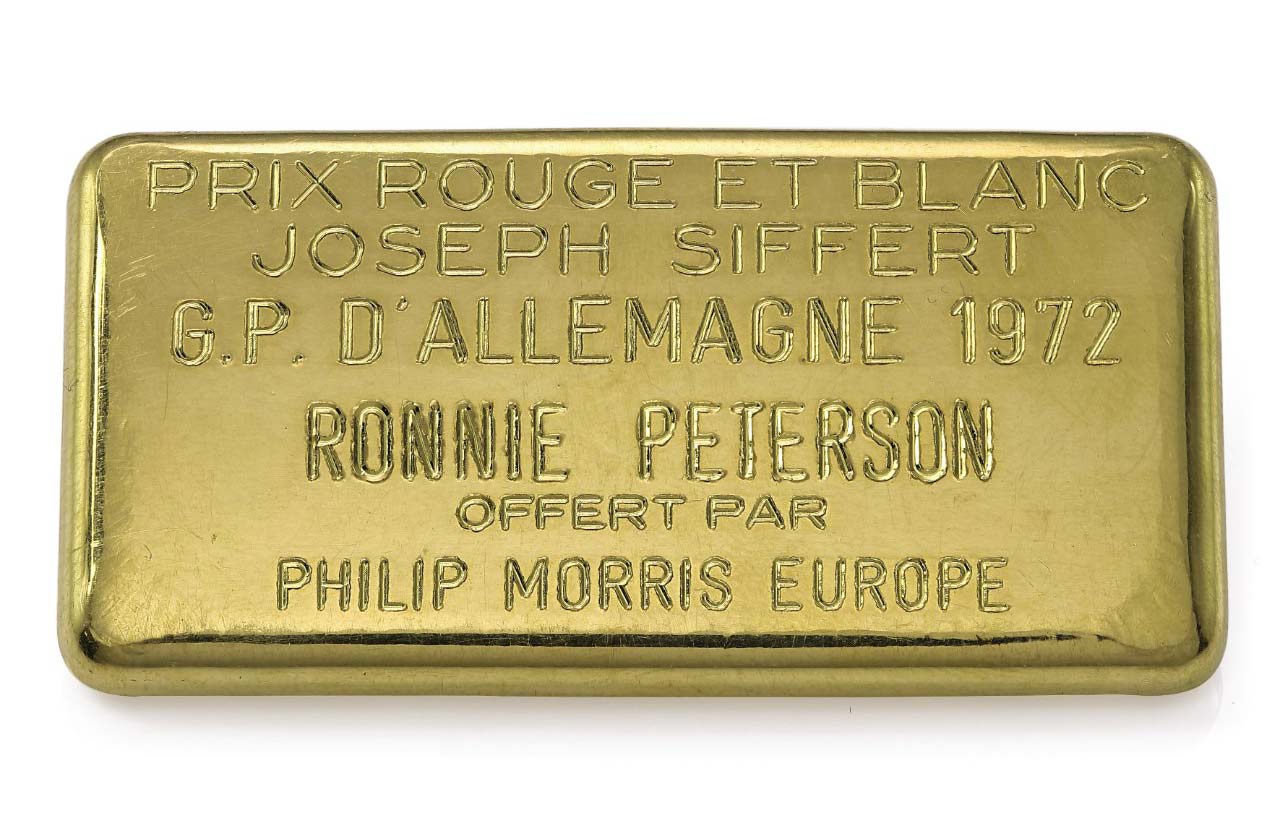 PRIX ROUGE ET BLANC
JOSEPH SIFFERT
G.P. D'ALLEMAGNE 1972
RONNIE PETERSON
OFFERT PAR
PHILIP MORRIS EUROPE